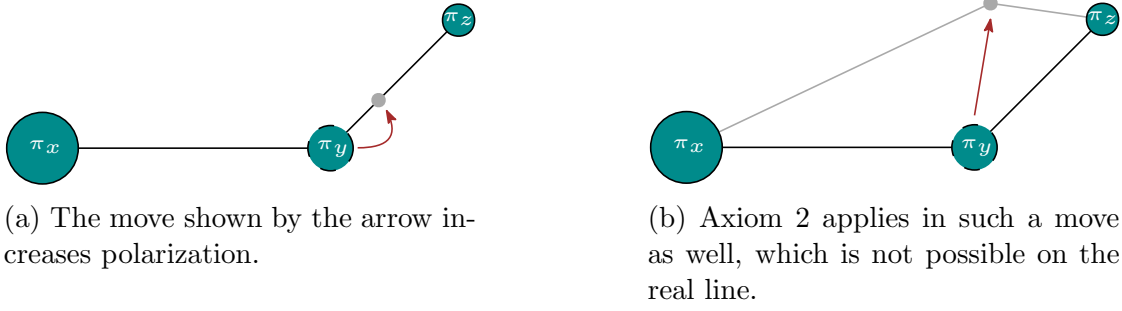 πz
πx
πy
(a) The move shown by the arrow in-
creases polarization.
πz
πx
πy
(b) Axiom 2 applies in such a move
as well, which is not possible on the
real line.